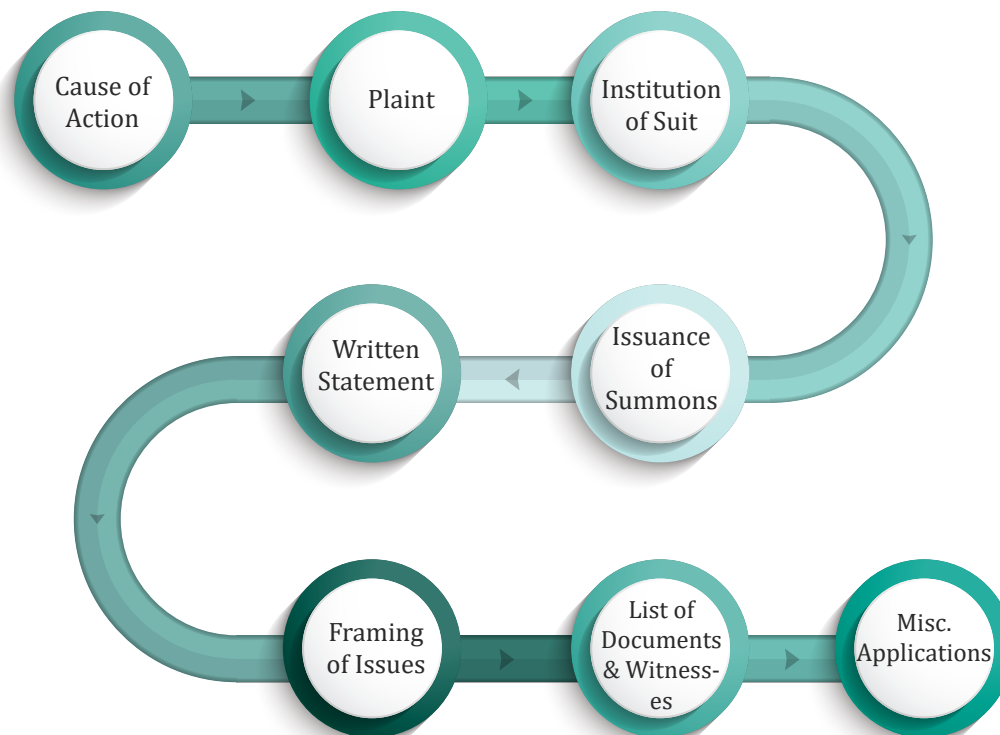 Cause of
Action
Plaint
Institution
of Suit
Issuance
of
Summons
Written
Statement
Framing
of Issues
List of
Documents
& Witness-
es
Misc.
Applications